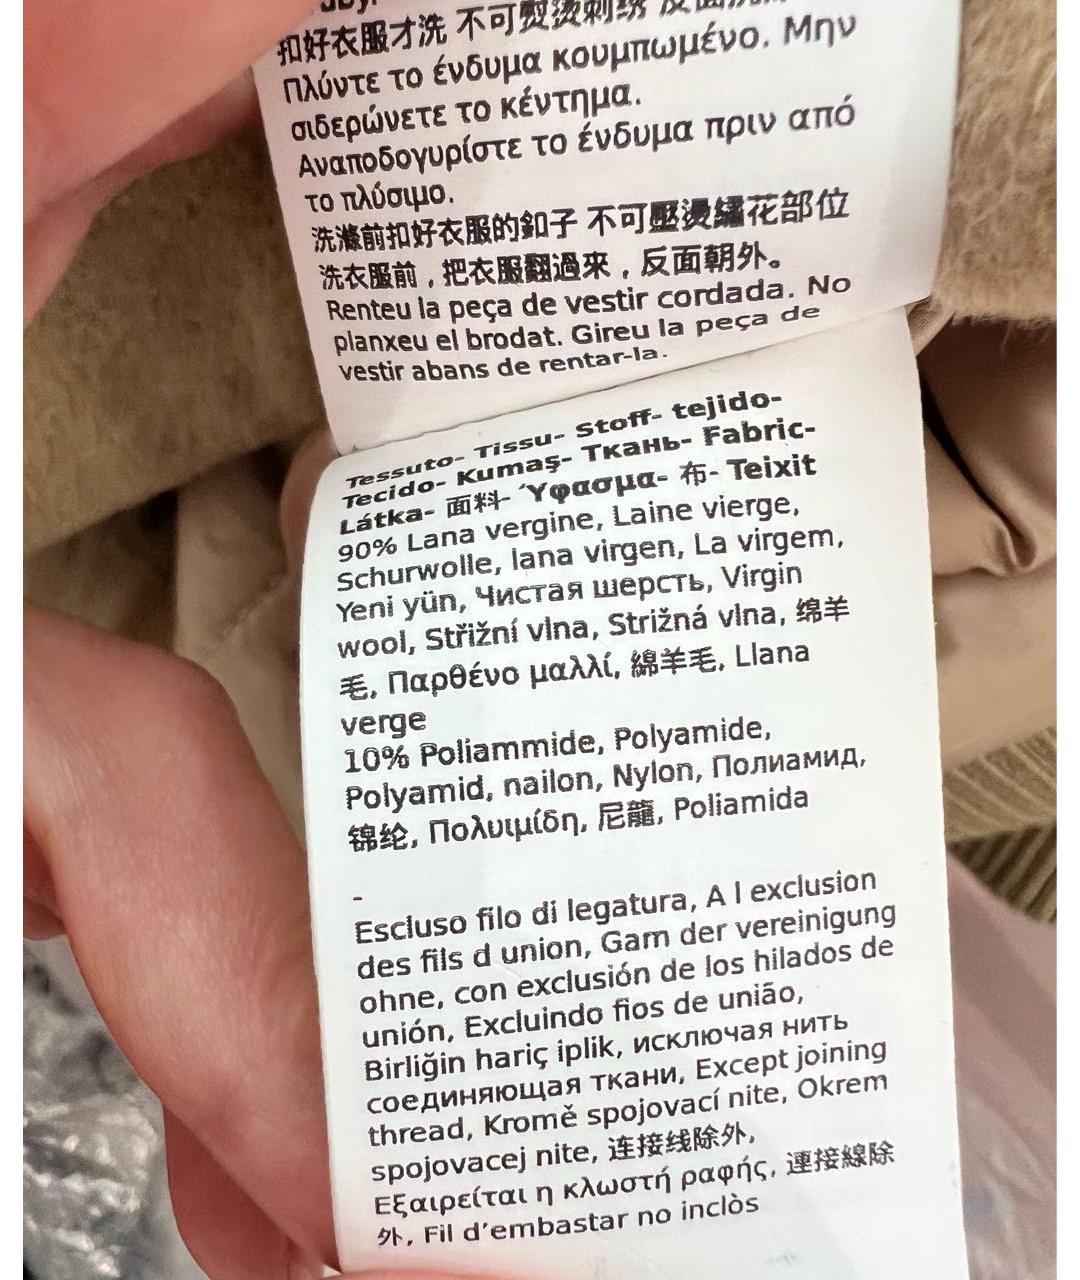 扣好衣服才洗 不可熨烫刺绣
Πλύντε το ένδυμα κουμπωμένο. Μην
σιδερώνετε το κέντημα.
Αναποδογυρίστε το ένδυμα πριν από
το πλύσιμο.
洗滌前扣好衣服的釦子 不可壓燙繡花部位
洗衣服前，把衣服翻過來，反面朝外。
Renteu la peça de vestir cordada. No
planxeu el brodat. Gireu la peça de
vestir abans de rentar-la.
Tessuto- Tissu- Stoff- tejido-
Tecido- Kumaş- Ткань- Fabric-
Látka- 面料- Ύφασμα- 布- Teixit
90% Lana vergine, Laine vierge,
Schurwolle, lana virgen, La virgem,
Yeni yün, Чистая шерсть, Virgin
wool, Střižní vlna, Strižná vlna, 绵羊
毛, Παρθένο μαλλί, 綿羊毛, Llana
verge
10% Poliammide, Polyamide,
Polyamid, nailon, Nylon, Полиамид,
锦纶, Πολυιμίδη, 尼龍, Poliamida
-
Escluso filo di legatura, A l exclusion
des fils d union, Garn der vereinigung
ohne, con exclusión de los hilados de
unión, Excluindo fios de união,
Birliğin hariç iplik, исключая нить
соединяющая ткани, Except joining
thread, Kromě spojovací nite, Okrem
spojovacej nite, 连接线除外,
Εξαιρείται η κλωστή ραφής, 連接線除
外, Fil d'embastar no inclòs